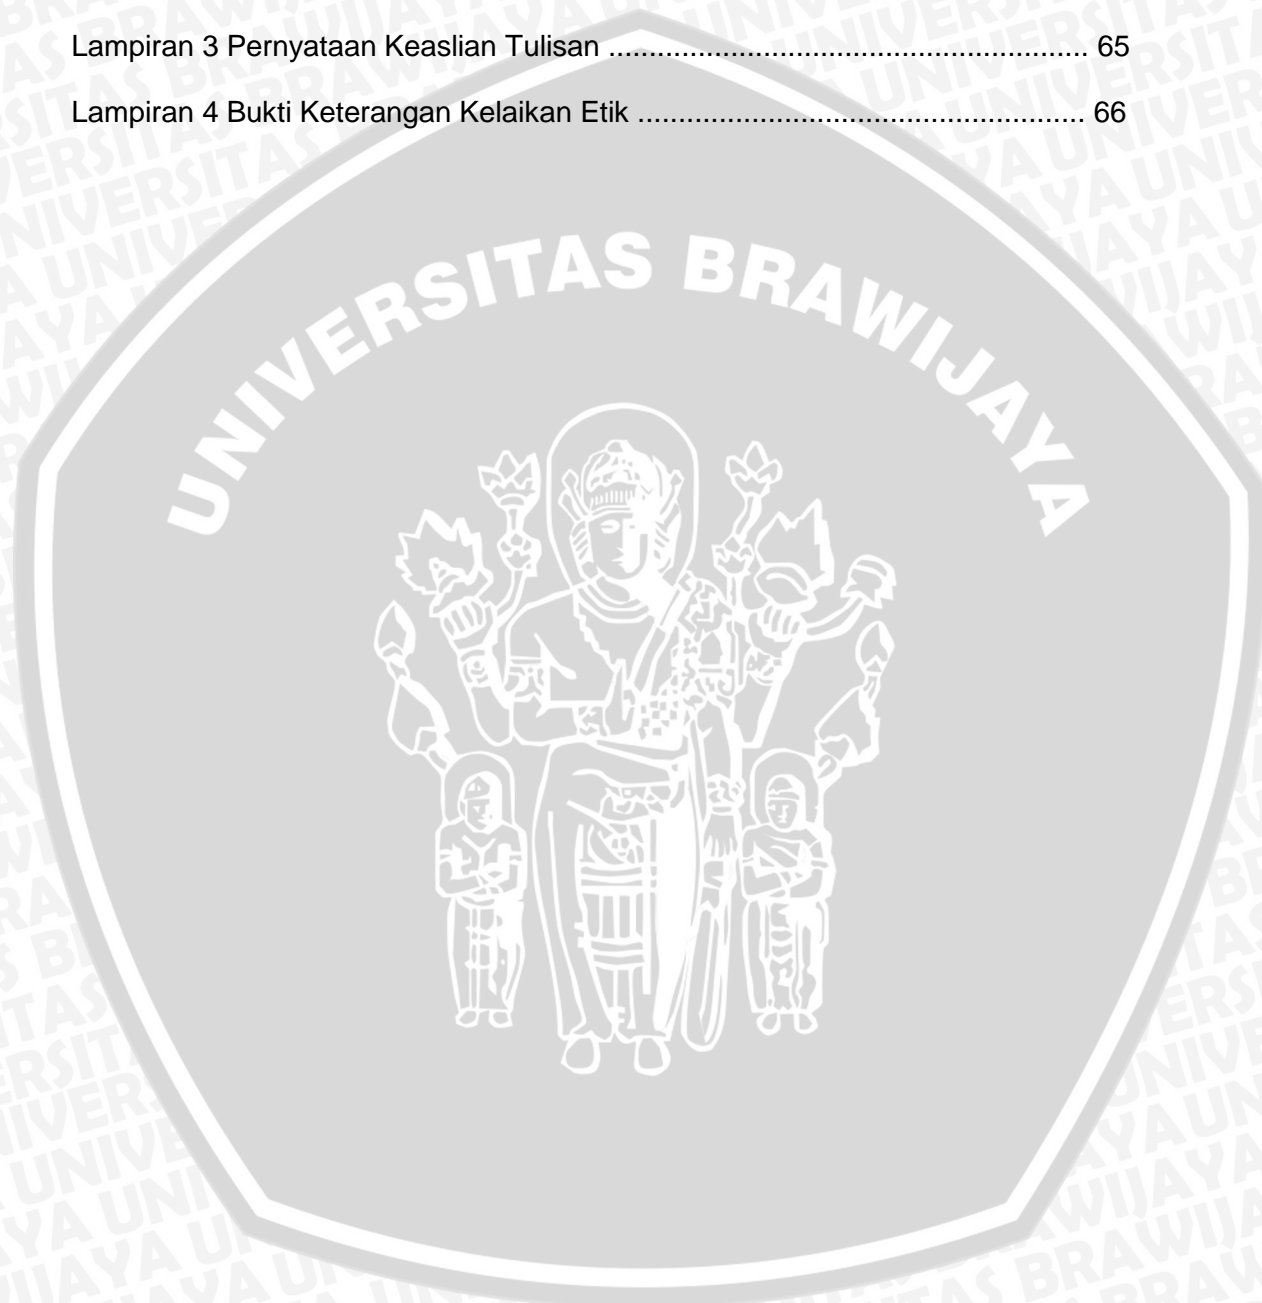 Lampiran 3 Pernyataan Keaslian Tulisan ........................................................... 65
Lampiran 4 Bukti Keterangan Kelaikan Etik ....................................................... 66
UNIVERSITAS BRAWIJAYA